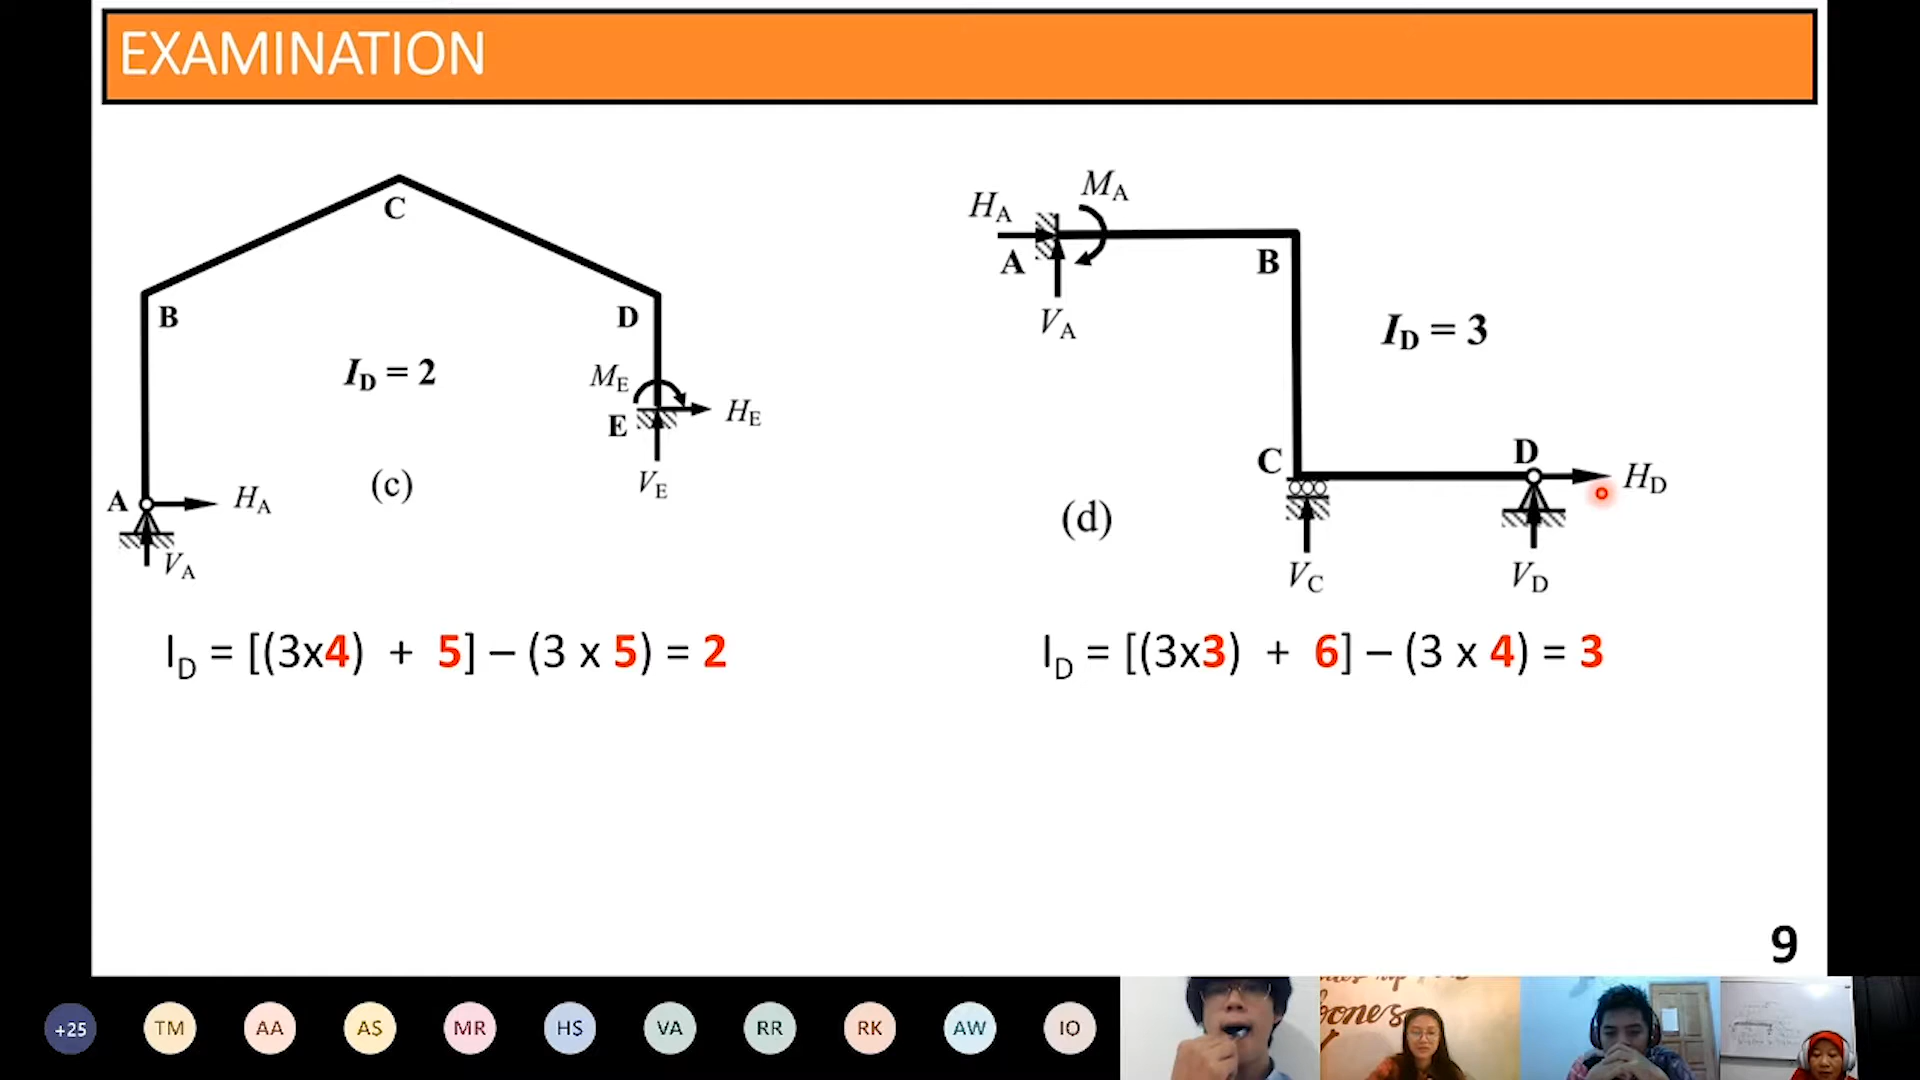 EXAMINATION
C
B
D
I_D = 2
M_E
E
H_E
V_E
(c)
A
H_A
V_A
I_D = [(3x4) + 5] – (3 x 5) = 2
M_A
H_A
A
B
V_A
I_D = 3
C
D
H_D
(d)
V_C
V_D
I_D = [(3x3) + 6] – (3 x 4) = 3
9
+25
TM
AA
AS
MR
HS
VA
RR
RK
AW
IO
bones